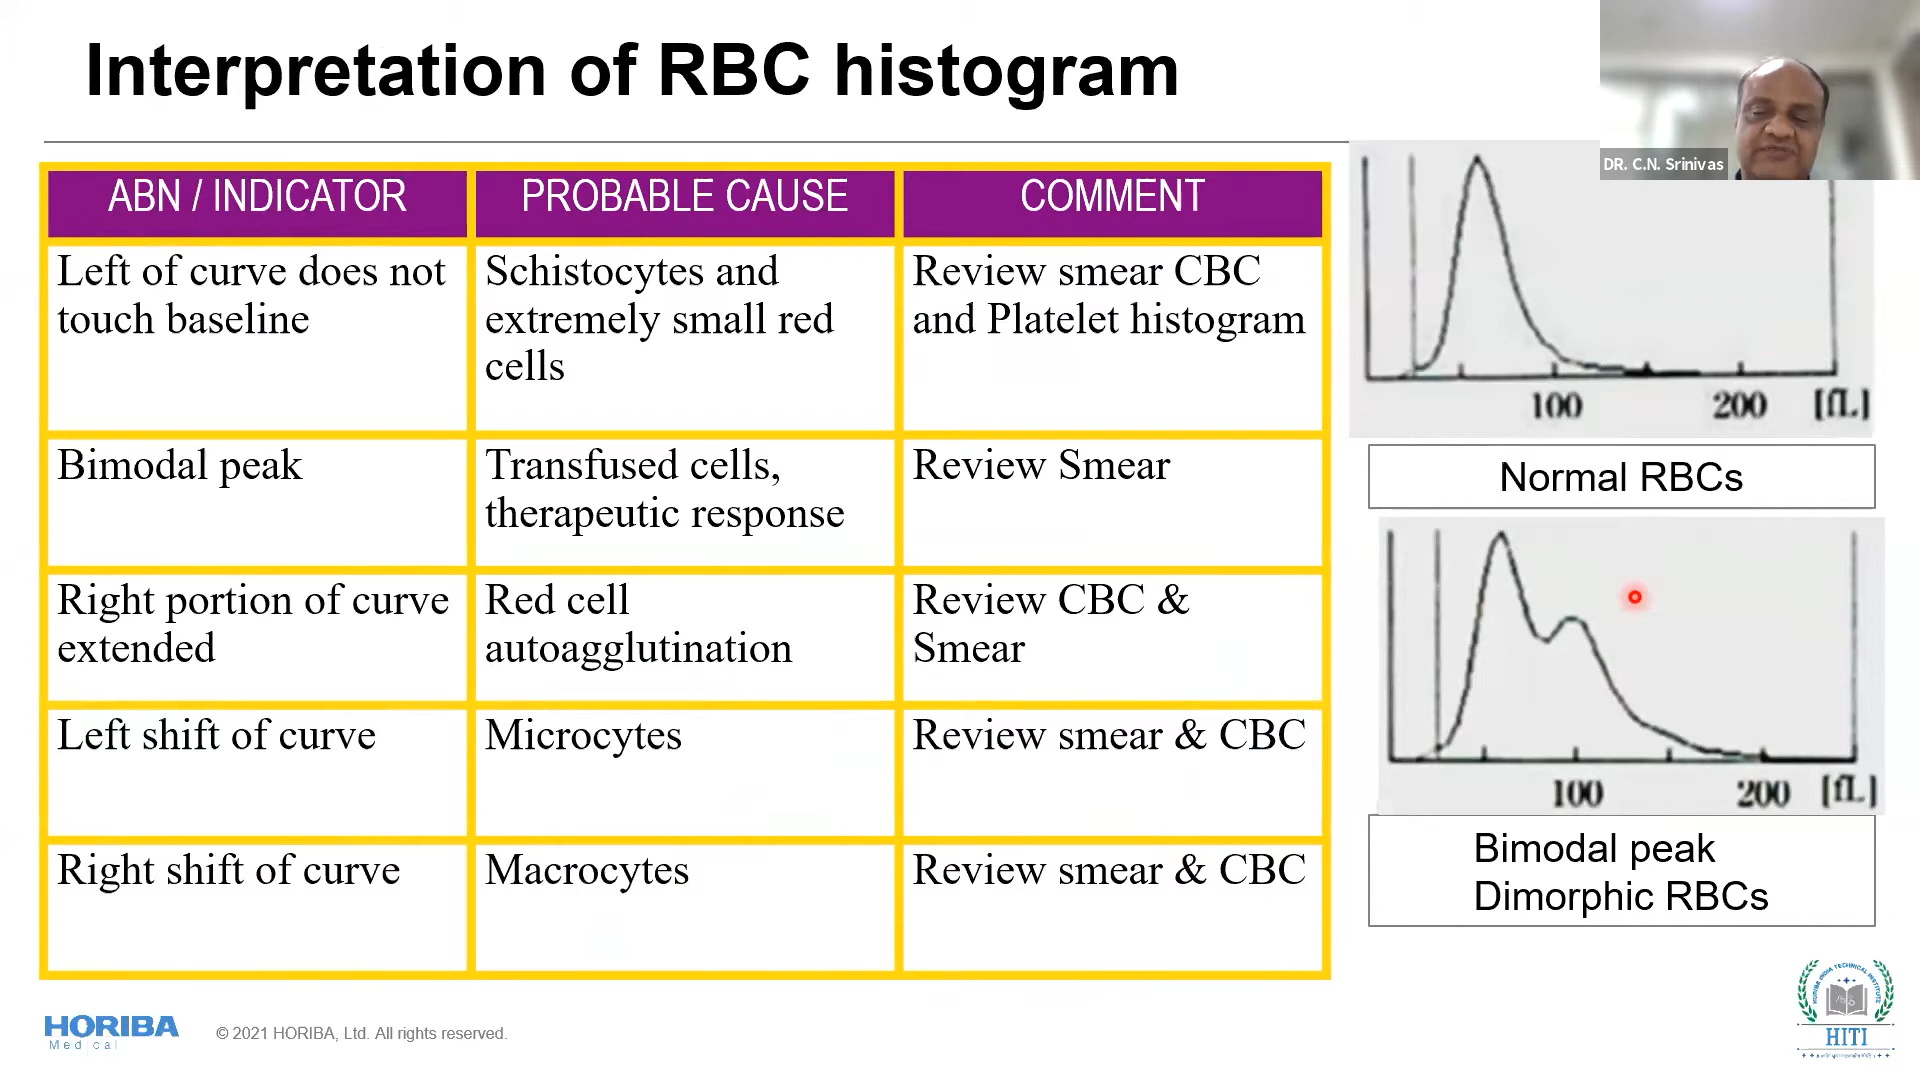 Interpretation of RBC histogram
DR. C.N. Srinivas
ABN / INDICATOR
PROBABLE CAUSE
COMMENT
Left of curve does not
touch baseline
Schistocytes and
extremely small red
cells
Review smear CBC
and Platelet histogram
Bimodal peak
Transfused cells,
therapeutic response
Review Smear
Right portion of curve
extended
Red cell
autoagglutination
Review CBC &
Smear
Left shift of curve
Microcytes
Review smear & CBC
Right shift of curve
Macrocytes
Review smear & CBC
100 200 [fL]
Normal RBCs
100 200 [fL]
Bimodal peak
Dimorphic RBCs
HORIBA
Medical
© 2021 HORIBA, Ltd. All rights reserved.
HORIBA INDIA TECHNICAL INSTITUTE
HITI